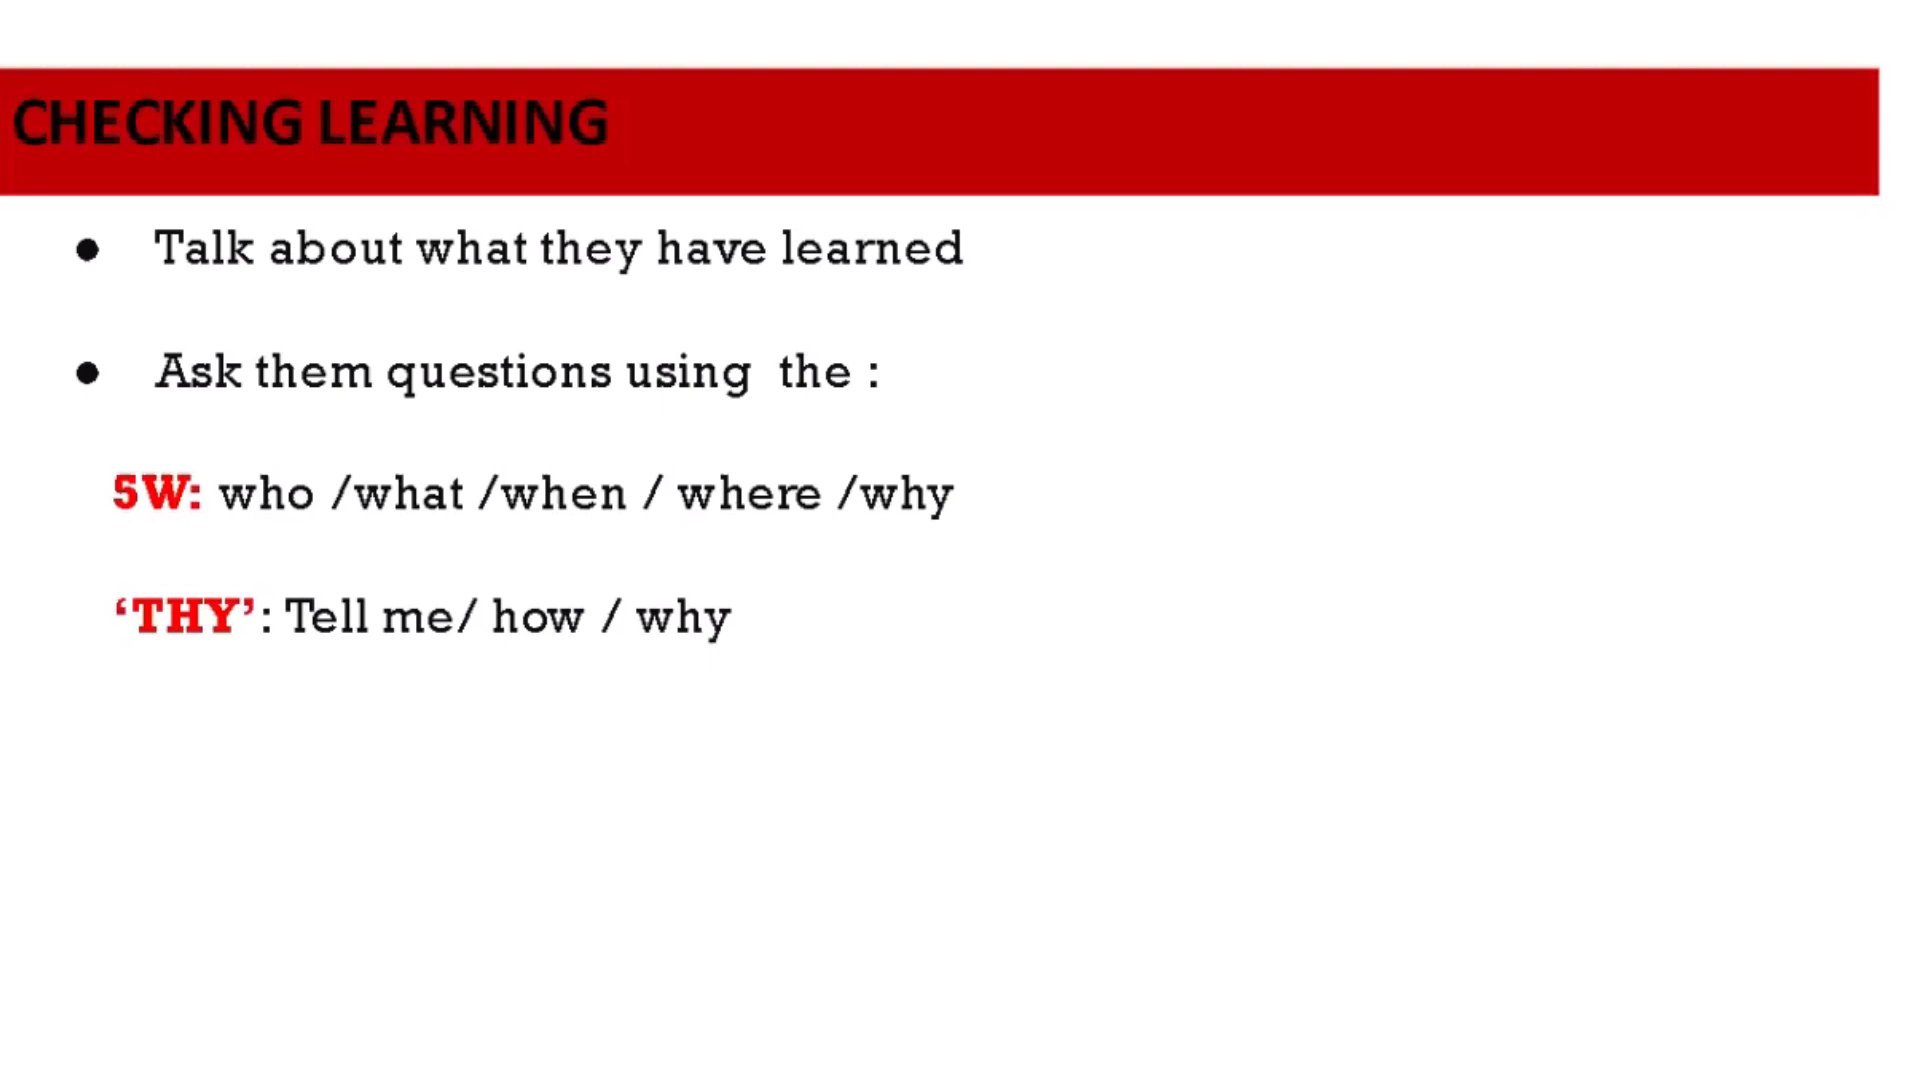 CHECKING LEARNING
● Talk about what they have learned
● Ask them questions using  the :
5W: who /what /when / where /why
‘THY’: Tell me/ how / why